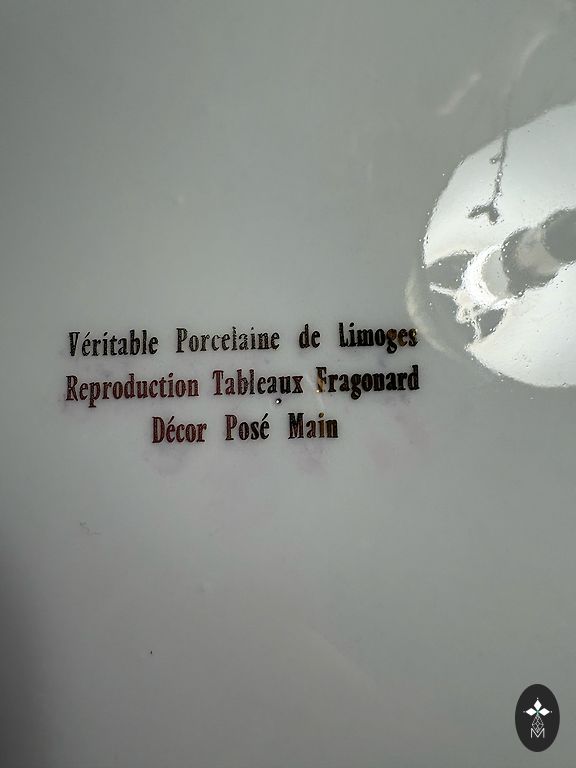 Véritable Porcelaine de Limoges
Reproduction Tableaux Fragonard
Décor Posé Main
M